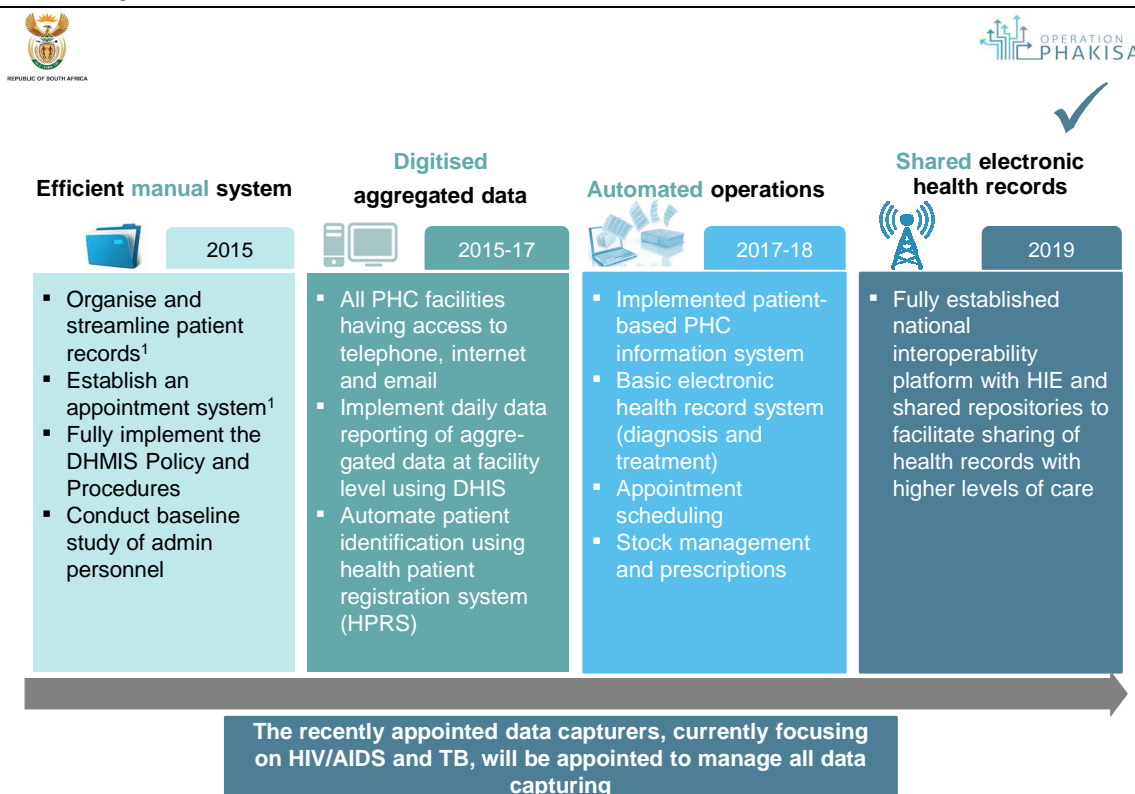 REPUBLIC OF SOUTH AFRICA
OPERATION
PHAKISA
Efficient manual system
2015
▪ Organise and
streamline patient
records¹
▪ Establish an
appointment system¹
▪ Fully implement the
DHMIS Policy and
Procedures
▪ Conduct baseline
study of admin
personnel
Digitised
aggregated data
2015-17
▪ All PHC facilities
having access to
telephone, internet
and email
▪ Implement daily data
reporting of aggre-
gated data at facility
level using DHIS
▪ Automate patient
identification using
health patient
registration system
(HPRS)
Automated operations
2017-18
▪ Implemented patient-
based PHC
information system
▪ Basic electronic
health record system
(diagnosis and
treatment)
▪ Appointment
scheduling
▪ Stock management
and prescriptions
Shared electronic
health records
2019
▪ Fully established
national
interoperability
platform with HIE and
shared repositories to
facilitate sharing of
health records with
higher levels of care
The recently appointed data capturers, currently focusing
on HIV/AIDS and TB, will be appointed to manage all data
capturing